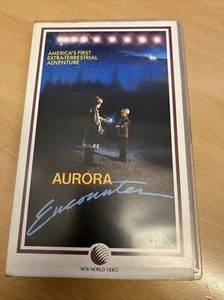 AMERICA'S FIRST
EXTRA-TERRESTRIAL
ADVENTURE
AURORA
Encounter
NEW WORLD VIDEO